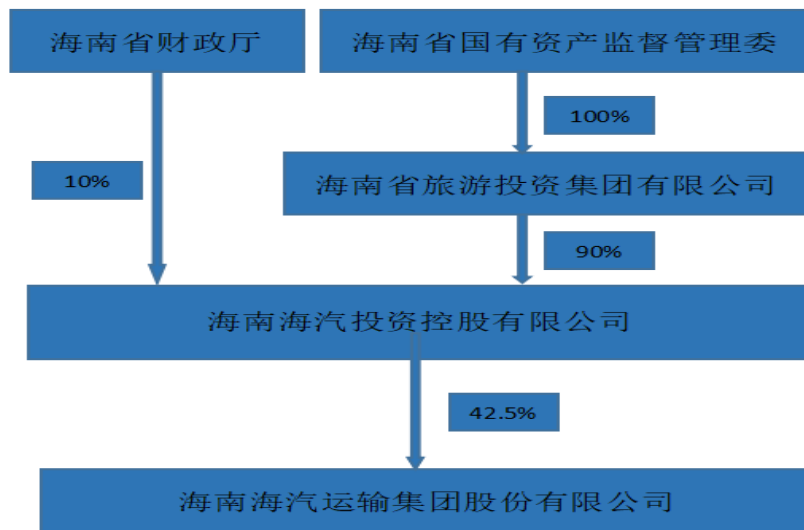 海南省财政厅
海南省国有资产监督管理委
100%
10%
海南省旅游投资集团有限公司
90%
海南海汽投资控股有限公司
42.5%
海南海汽运输集团股份有限公司